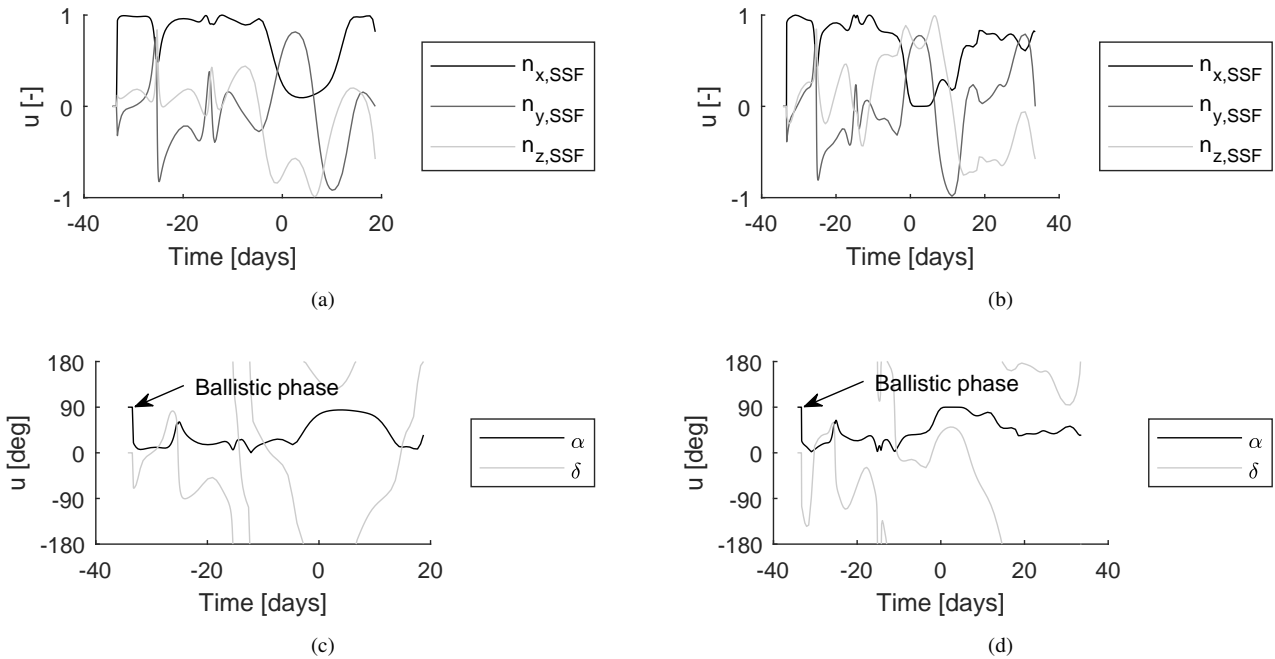 1
0
-1
u [-]
-40
-20
0
20
Time [days]
n_x,SSF
n_y,SSF
n_z,SSF
(a)
1
0
-1
u [-]
-40
-20
0
20
40
Time [days]
n_x,SSF
n_y,SSF
n_z,SSF
(b)
180
90
0
-90
-180
u [deg]
Ballistic phase
-40
-20
0
20
Time [days]
α
δ
(c)
180
90
0
-90
-180
u [deg]
Ballistic phase
-40
-20
0
20
40
Time [days]
α
δ
(d)